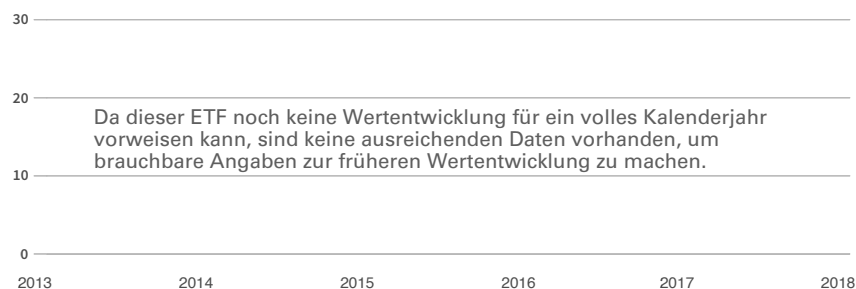 30
20
Da dieser ETF noch keine Wertentwicklung für ein volles Kalenderjahr
vorweisen kann, sind keine ausreichenden Daten vorhanden, um
brauchbare Angaben zur früheren Wertentwicklung zu machen.
10
0
2013 2014 2015 2016 2017 2018